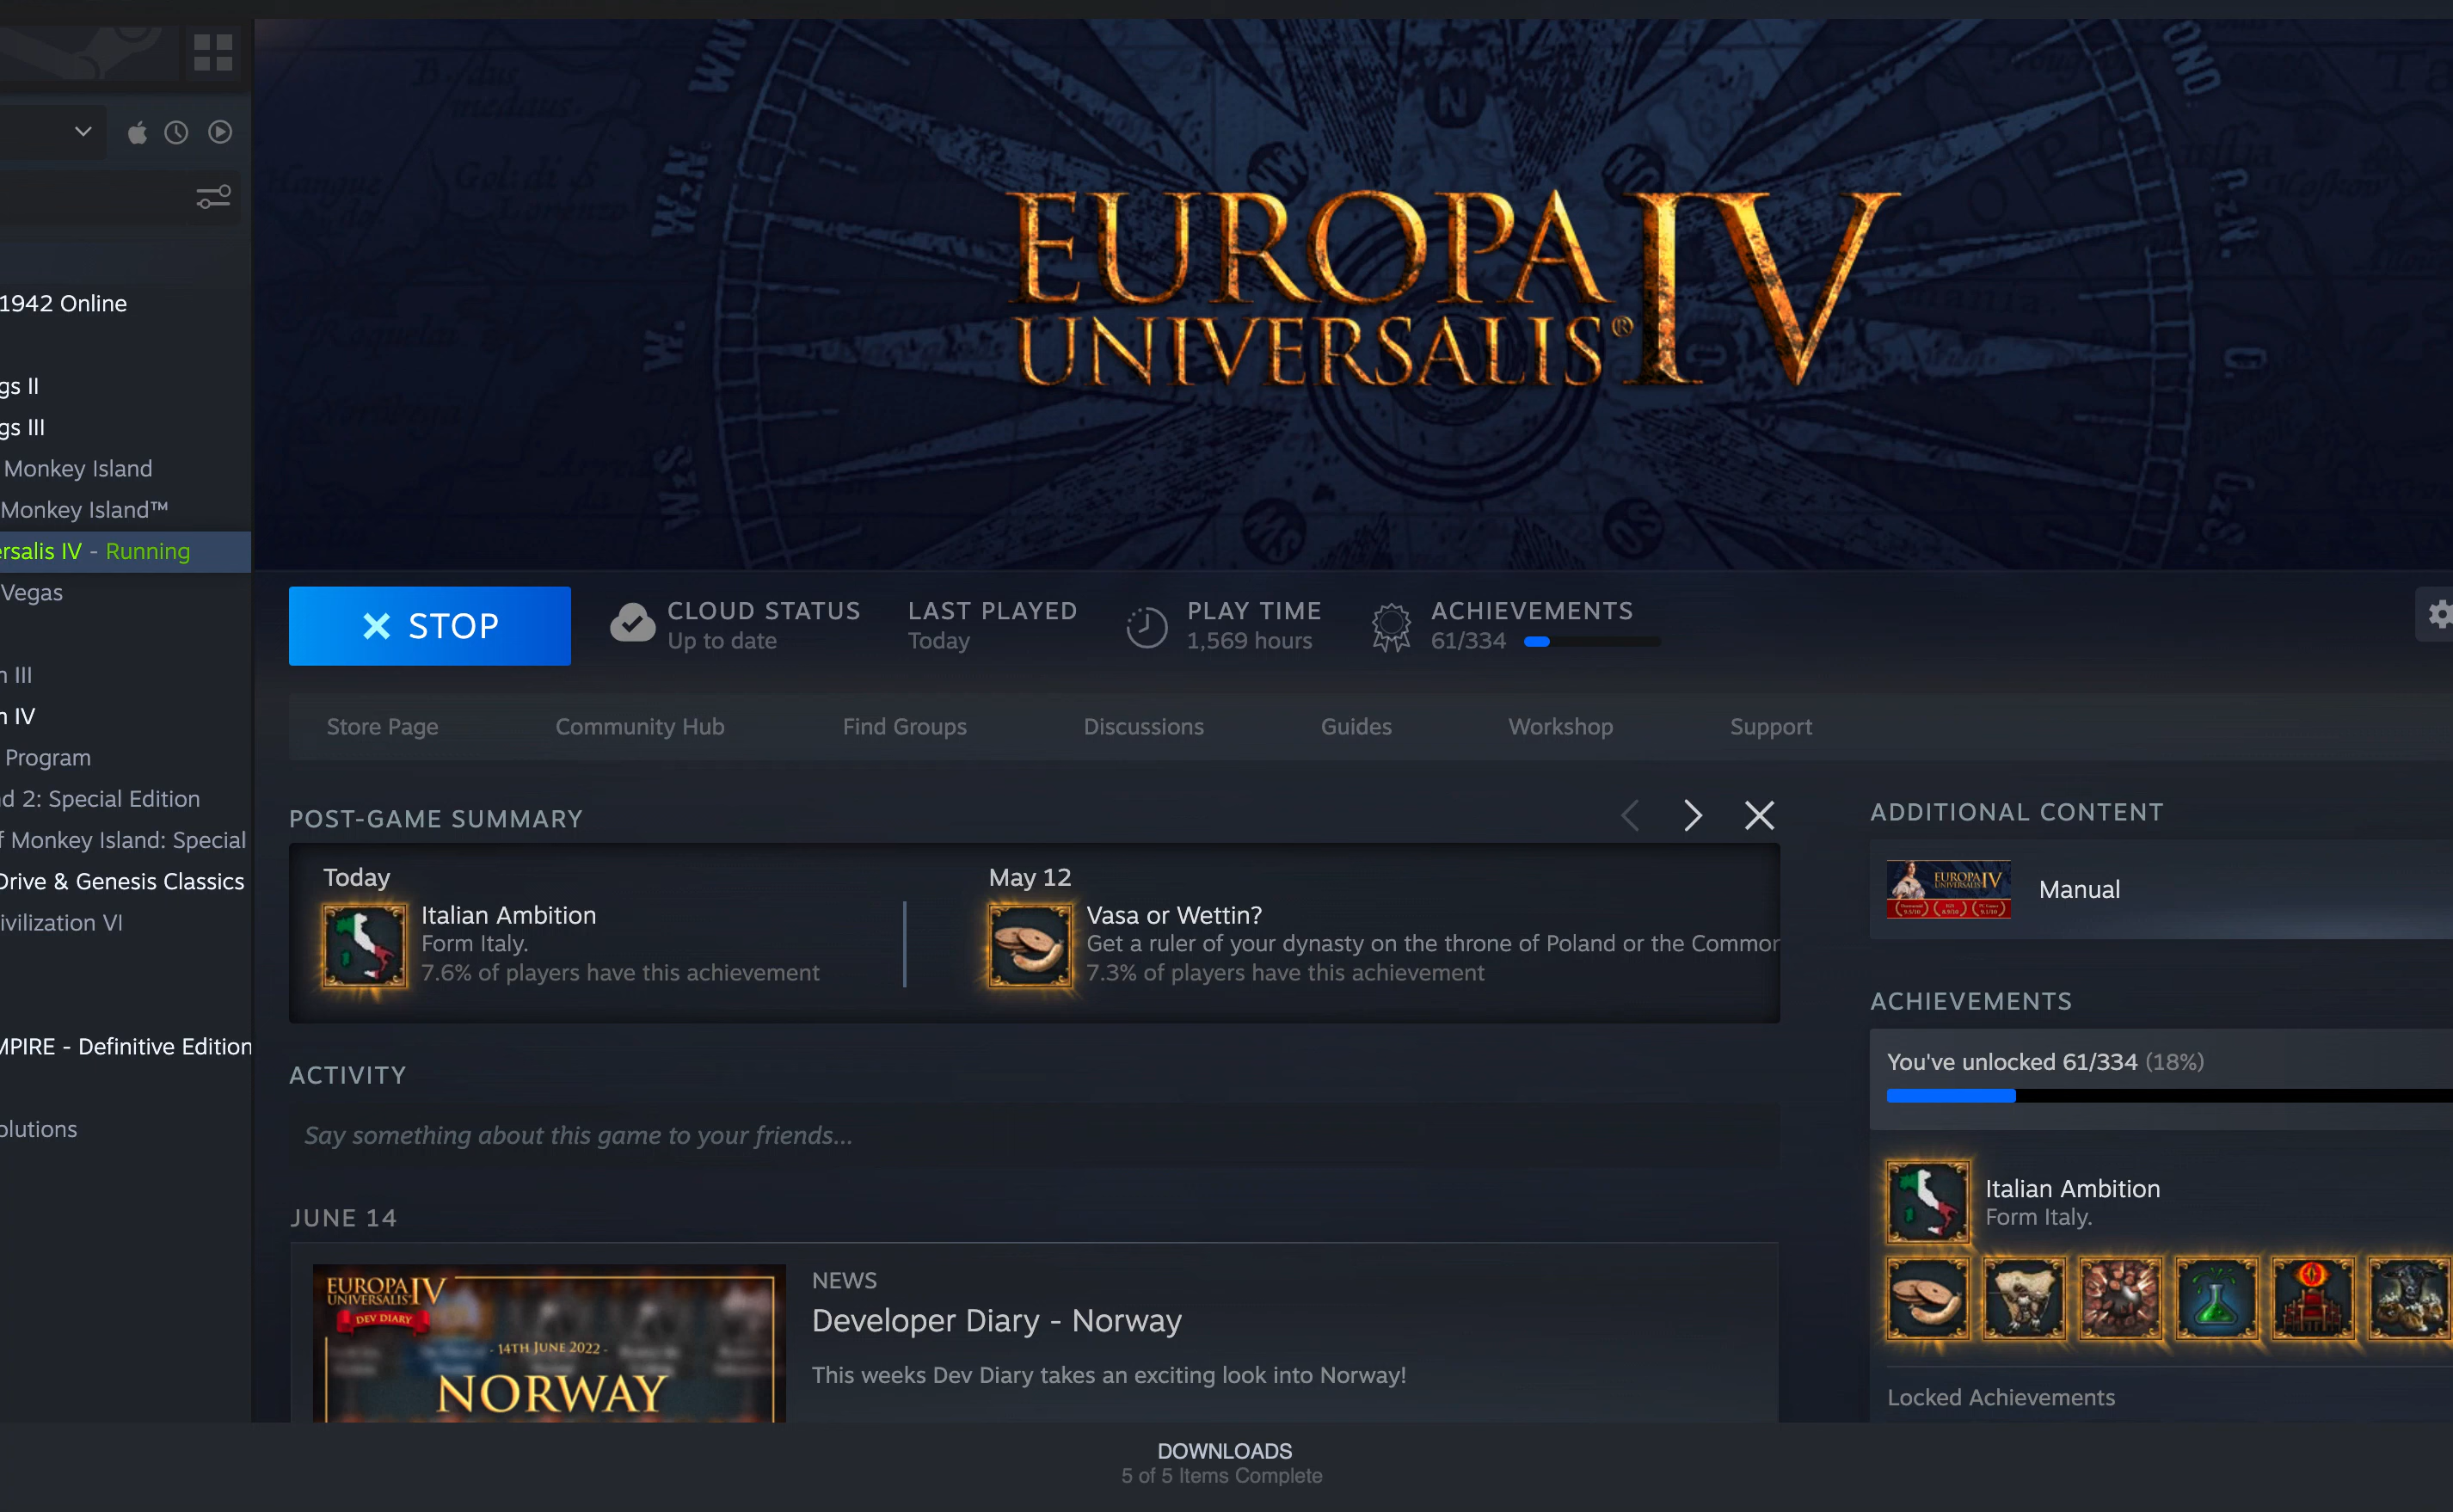 1942 Online
gs II
gs III
Monkey Island
Monkey Island™
ersalis IV - Running
Vegas
n III
n IV
Program
nd 2: Special Edition
f Monkey Island: Special
Drive & Genesis Classics
ivilization VI
MPIRE - Definitive Edition
olutions
EUROPA
UNIVERSALIS® IV
N
W.
STOP
CLOUD STATUS
Up to date
LAST PLAYED
Today
PLAY TIME
1,569 hours
ACHIEVEMENTS
61/334
Store Page
Community Hub
Find Groups
Discussions
Guides
Workshop
Support
POST-GAME SUMMARY
Today
Italian Ambition
Form Italy.
7.6% of players have this achievement
May 12
Vasa or Wettin?
Get a ruler of your dynasty on the throne of Poland or the Common
7.3% of players have this achievement
ACTIVITY
Say something about this game to your friends...
JUNE 14
EUROPA
UNIVERSALIS IV
DEV DIARY
- 14TH JUNE 2022 -
NORWAY
NEWS
Developer Diary - Norway
This weeks Dev Diary takes an exciting look into Norway!
ADDITIONAL CONTENT
EUROPA
UNIVERSALIS IV
Manual
ACHIEVEMENTS
You've unlocked 61/334 (18%)
Italian Ambition
Form Italy.
Locked Achievements
DOWNLOADS
5 of 5 Items Complete